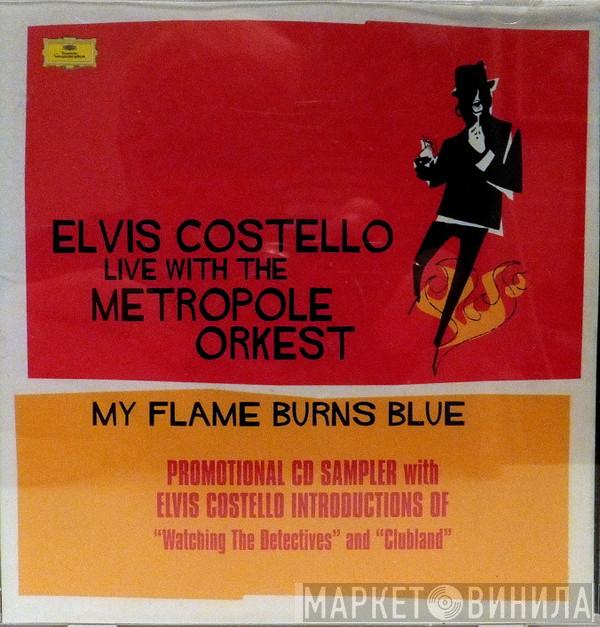 ELVIS COSTELLO
LIVE WITH THE
METROPOLE
ORKEST
MY FLAME BURNS BLUE
PROMOTIONAL CD SAMPLER with
ELVIS COSTELLO INTRODUCTIONS OF
"Watching The Detectives" and "Clubland"
МАРКЕТ ВИНИЛА